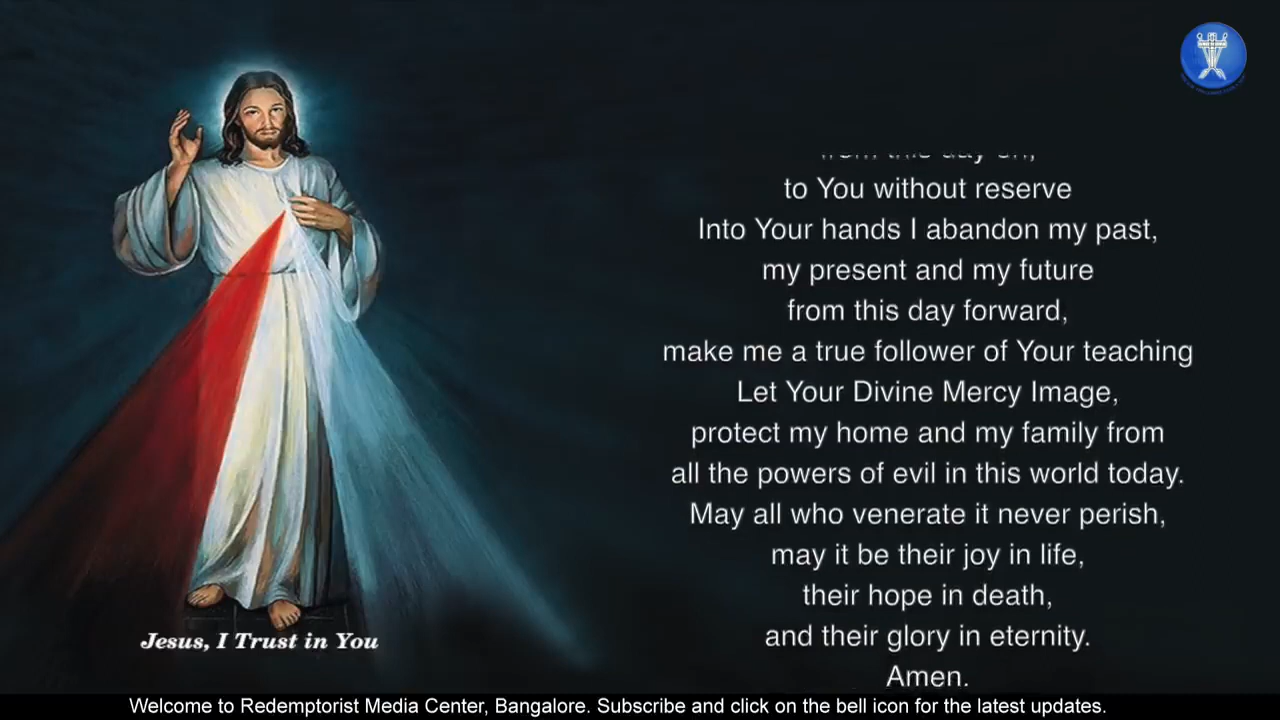 from this day on,
to You without reserve
Into Your hands I abandon my past,
my present and my future
from this day forward,
make me a true follower of Your teaching
Let Your Divine Mercy Image,
protect my home and my family from
all the powers of evil in this world today.
May all who venerate it never perish,
may it be their joy in life,
their hope in death,
and their glory in eternity.
Amen.
Jesus, I Trust in You
Welcome to Redemptorist Media Center, Bangalore. Subscribe and click on the bell icon for the latest updates.